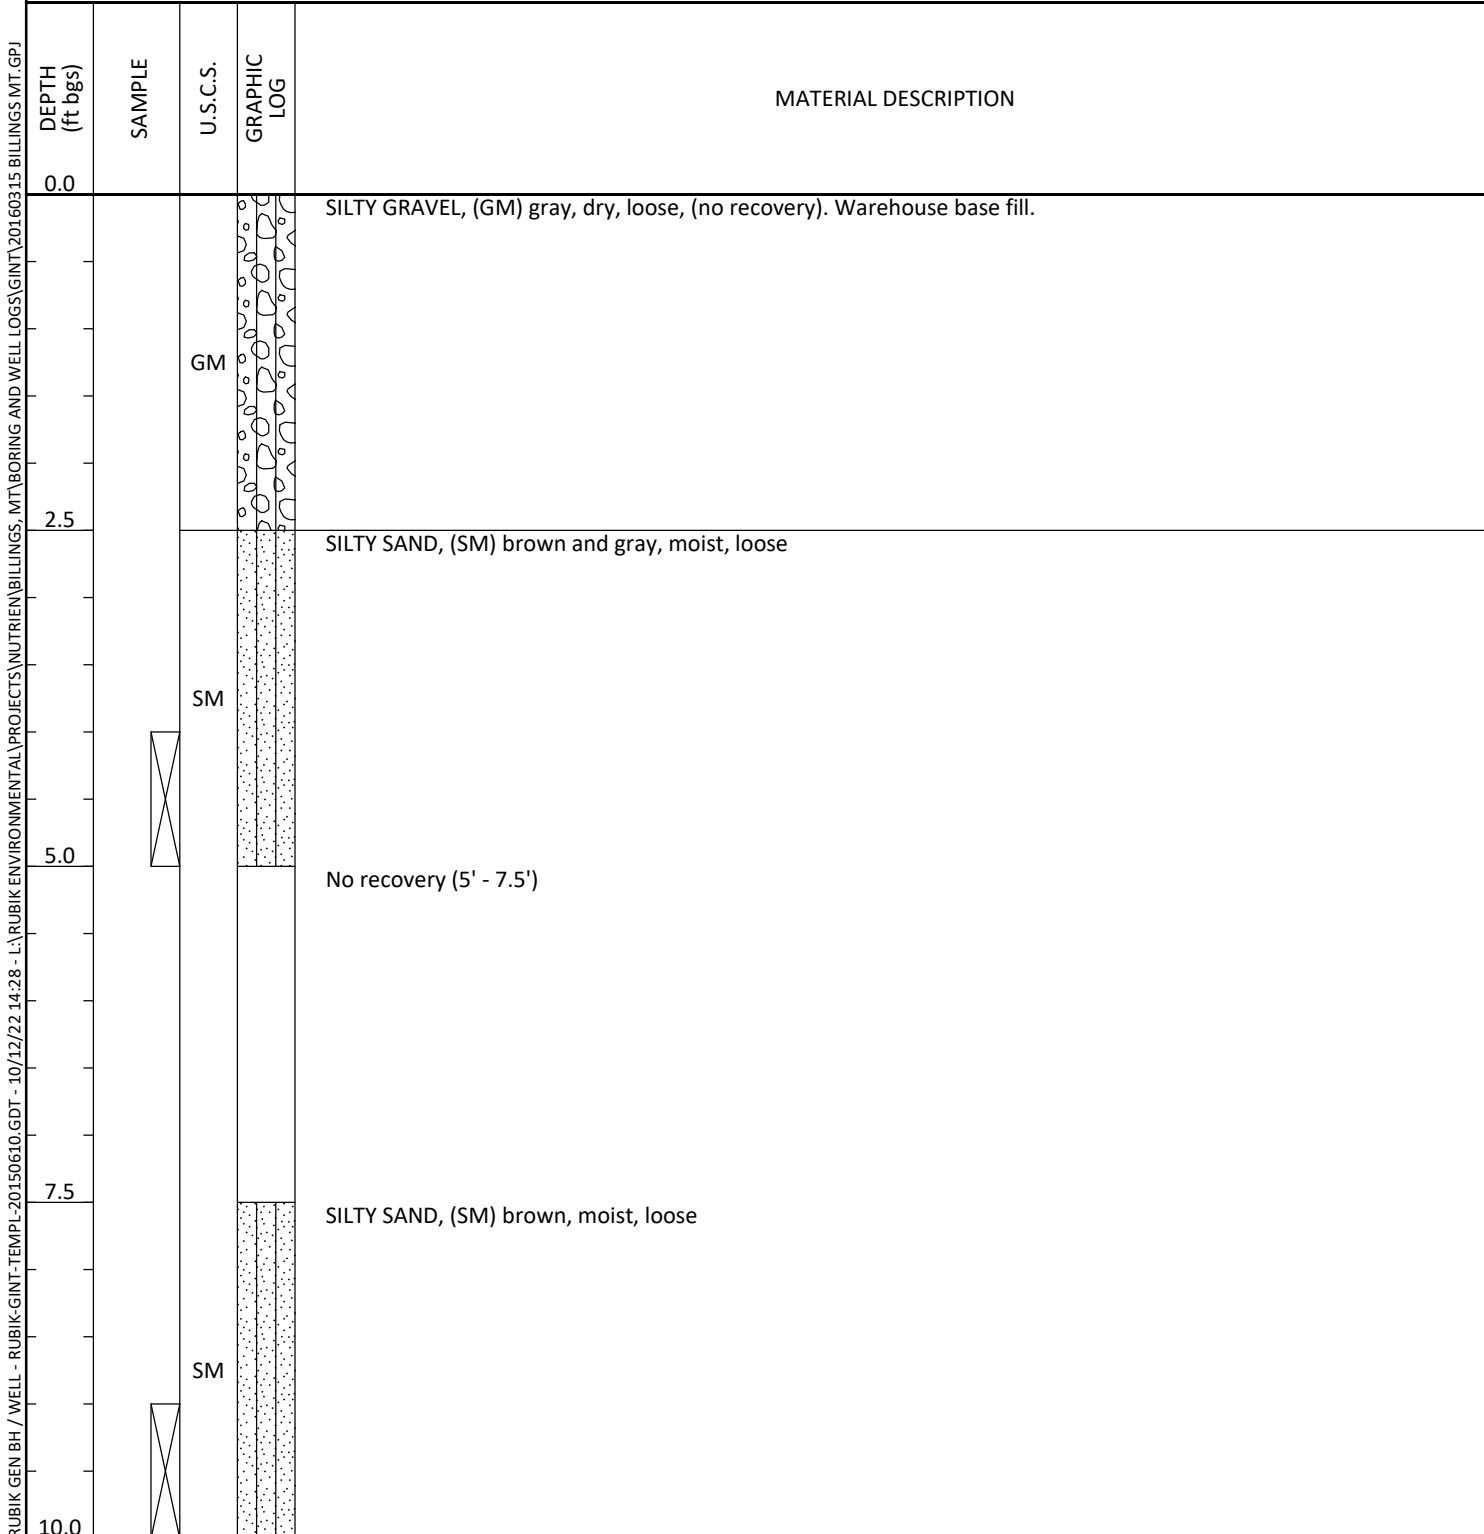 DEPTH
(ft bgs)
SAMPLE
U.S.C.S.
GRAPHIC
LOG
MATERIAL DESCRIPTION
0.0
SILTY GRAVEL, (GM) gray, dry, loose, (no recovery). Warehouse base fill.
GM
2.5
SILTY SAND, (SM) brown and gray, moist, loose
SM
5.0
No recovery (5' - 7.5')
7.5
SILTY SAND, (SM) brown, moist, loose
SM
10.0
RUBIK GEN BH / WELL - RUBIK-GINT-TEMPL-20150610.GDT - 10/12/22 14:28 - L:\RUBIK ENVIRONMENTAL\PROJECTS\NUTRIEN\BILLINGS, MT\BORING AND WELL LOGS\GINT\20160315 BILLINGS MT.GPJ